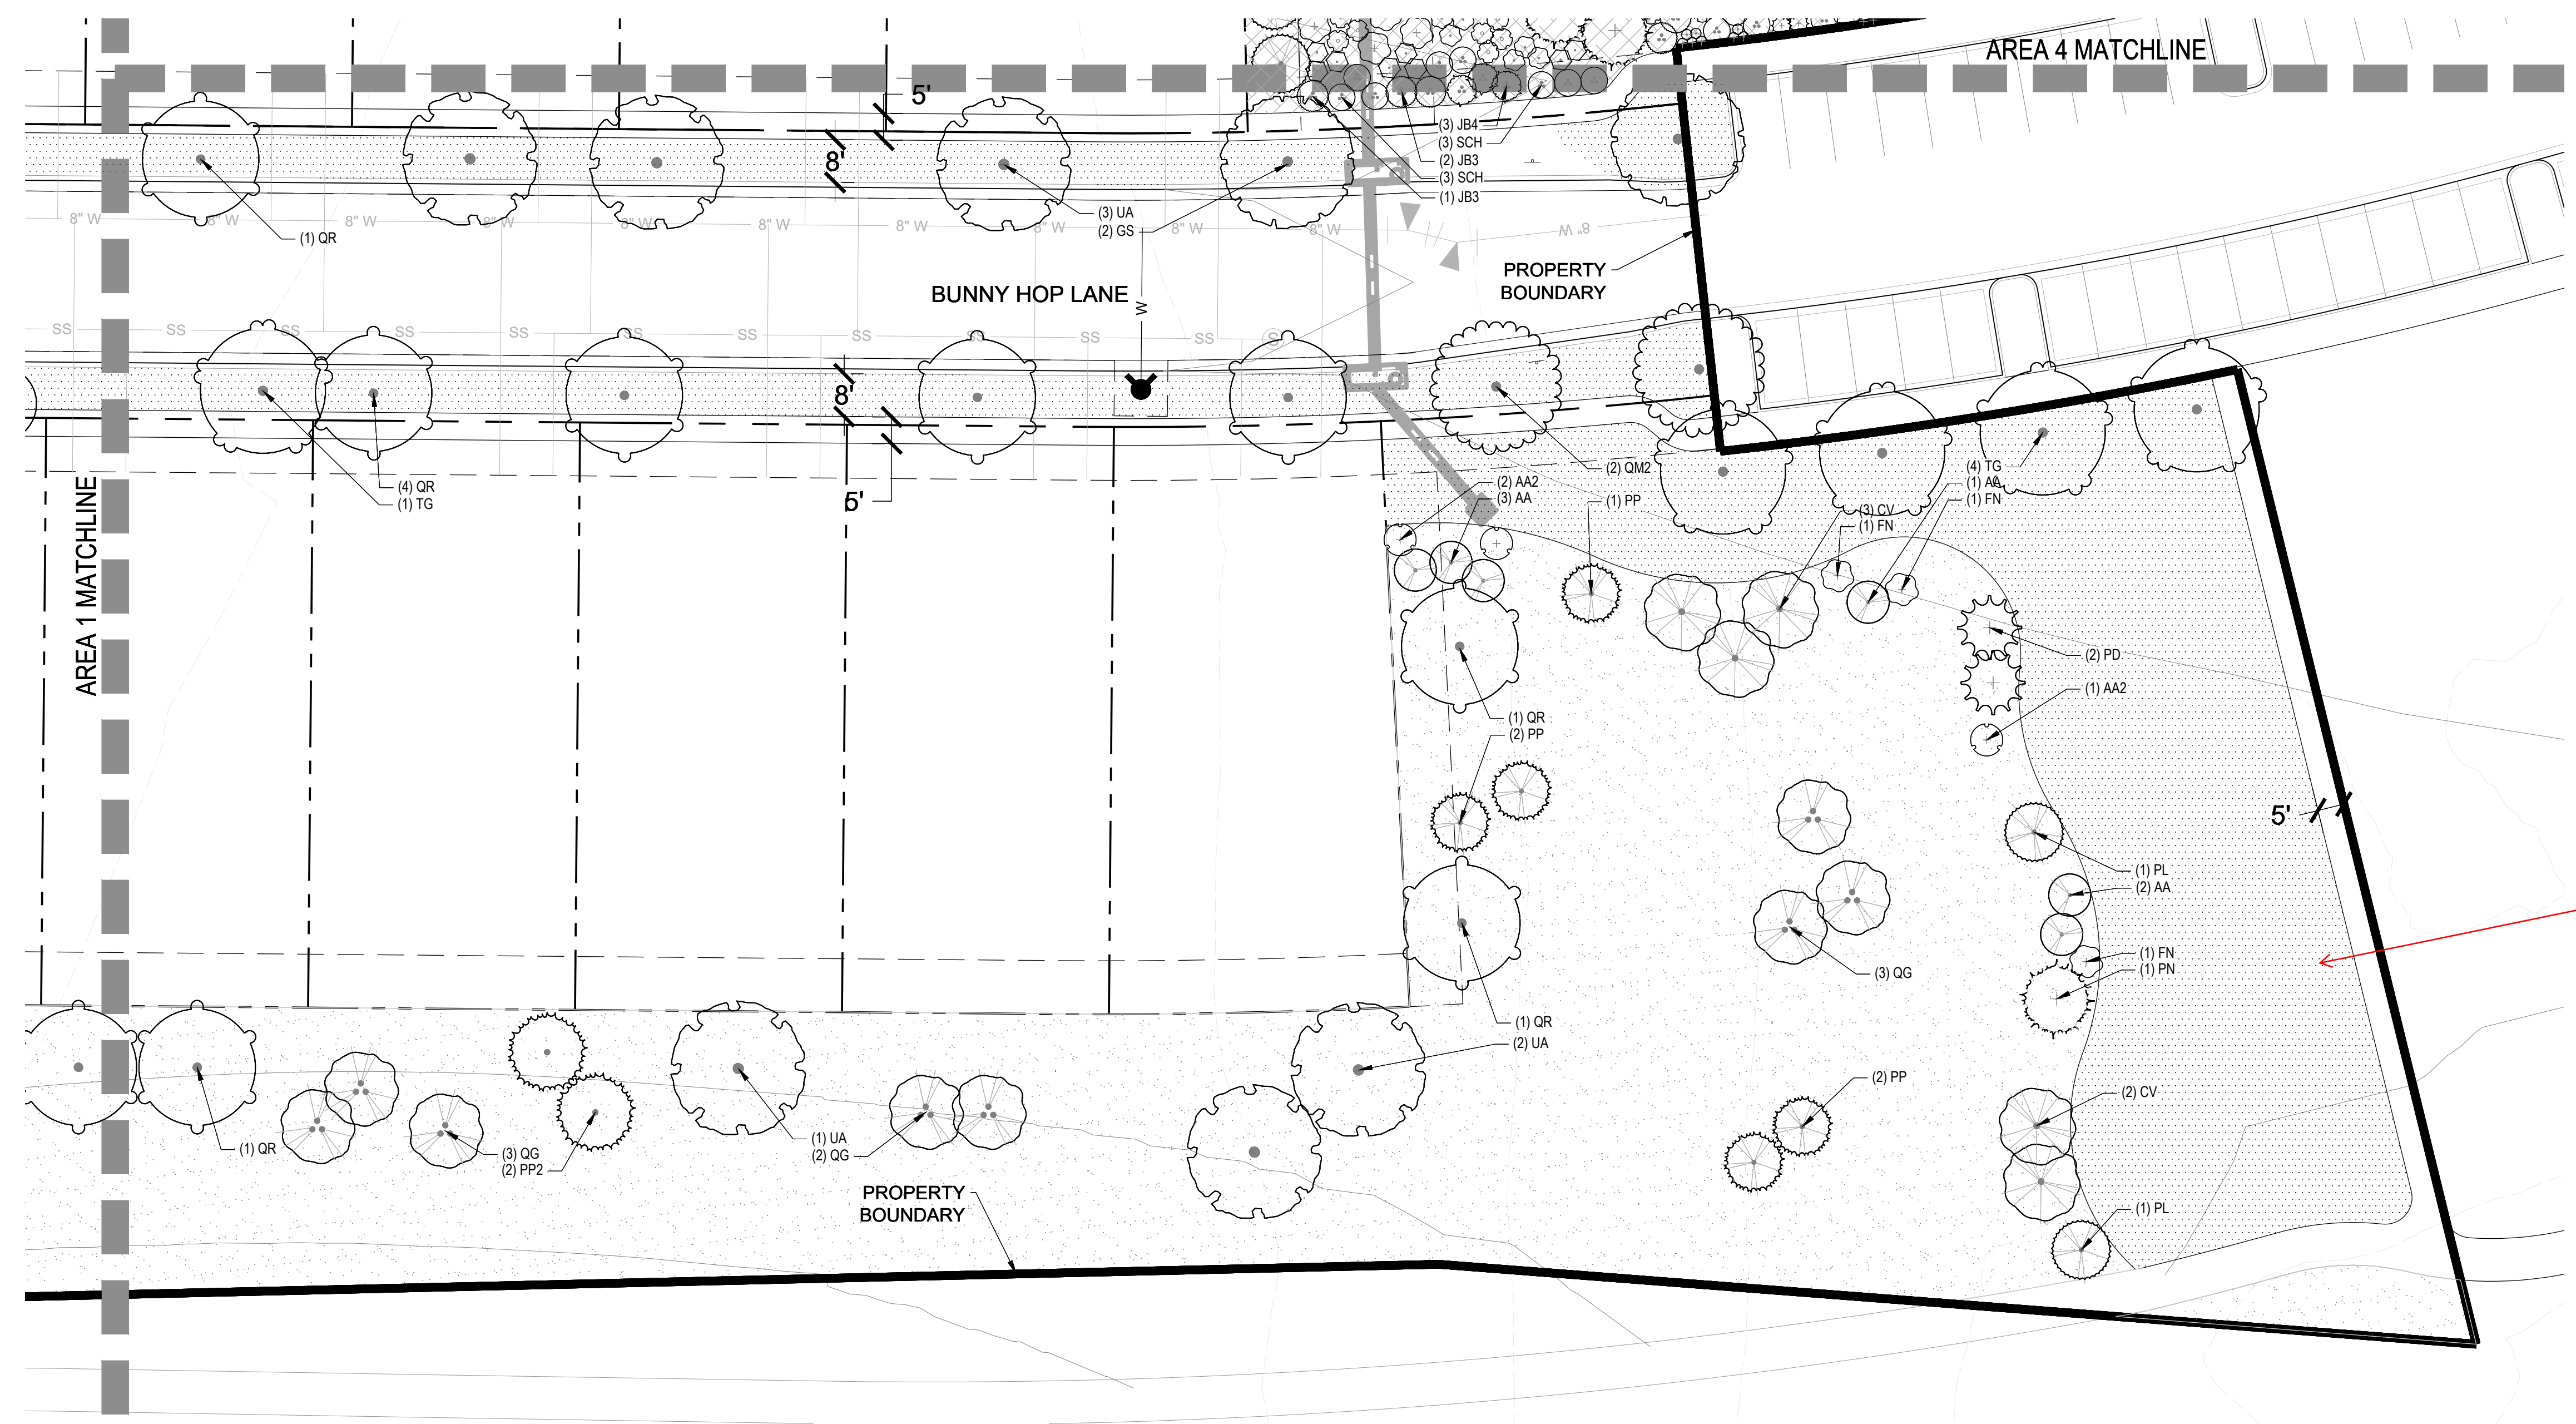 AREA 4 MATCHLINE
5'
8'
(3) JB4
(3) SCH
(2) JB3
(3) SCH
(1) JB3
(3) UA
(2) GS
(1) QR
8" W
8" W
8" W
8" W
8" W
8" W
8" W
8" W
8" W
8" W
8" W
PROPERTY
BOUNDARY
BUNNY HOP LANE
W
SS
SS
SS
SS
SS
SS
SS
SS
SS
SS
SS
S
8'
5'
(4) QR
(1) TG
AREA 1 MATCHLINE
(2) QM2
(2) AA2
(3) AA
(1) PP
(4) TG
(1) AA
(1) FN
(3) CV
(1) FN
(2) PD
(1) AA2
(1) QR
(2) PP
5'
(1) PL
(2) AA
(1) FN
(1) PN
(3) QG
(1) QR
(2) UA
(2) PP
(2) CV
(1) QR
(3) QG
(2) PP2
(1) UA
(2) QG
PROPERTY
BOUNDARY
(1) PL